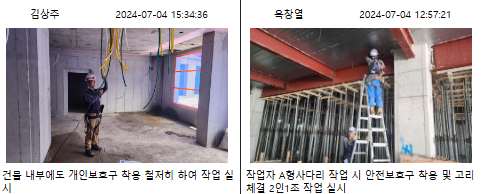 김상주 2024-07-04 15:34:36
옥창열 2024-07-04 12:57:21
건물 내부에도 개인보호구 착용 철저히 하여 작업 실
시
작업자 A형사다리 작업 시 안전보호구 착용 및 고리
체결 2인1조 작업 실시